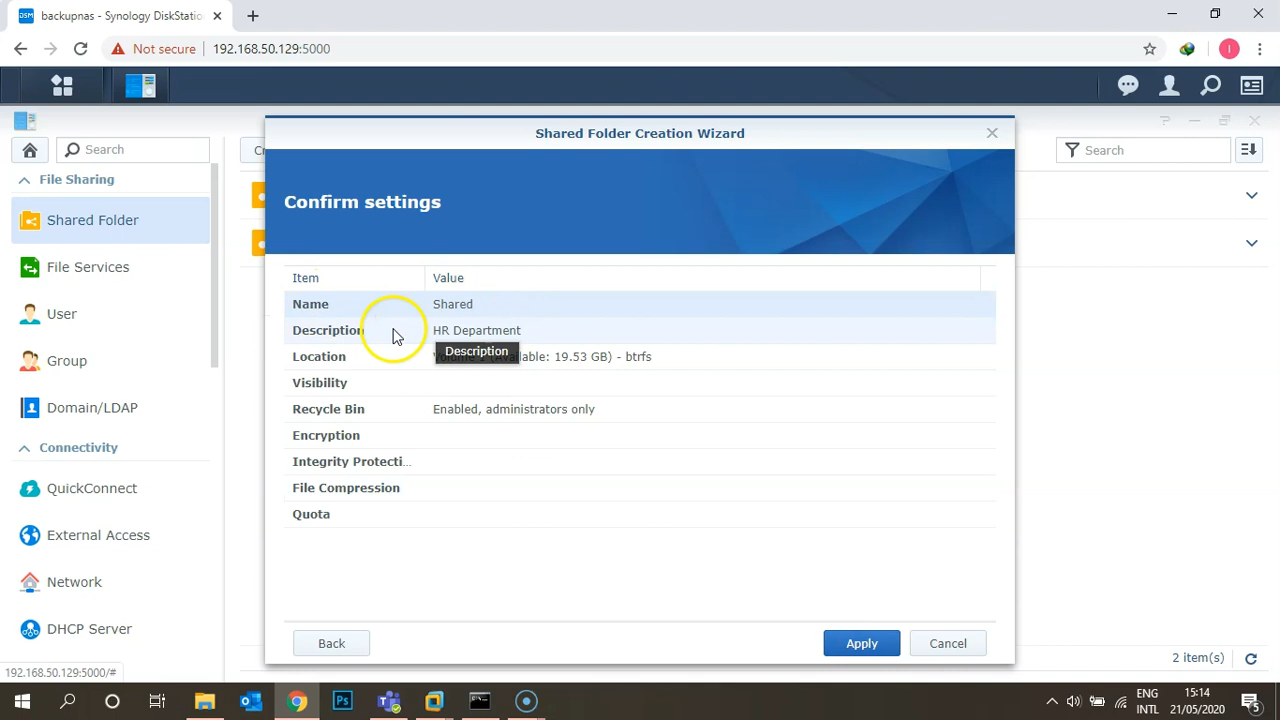 backupnas - Synology DiskStatio
Not secure
192.168.50.129:5000
I
Search
Cr
Search
File Sharing
Shared Folder
File Services
User
Group
Domain/LDAP
Connectivity
QuickConnect
External Access
Network
DHCP Server
Shared Folder Creation Wizard
Confirm settings
Item Value
Name Shared
Description HR Department
Description
Location (Available: 19.53 GB) - btrfs
Visibility
Recycle Bin Enabled, administrators only
Encryption
Integrity Protecti...
File Compression
Quota
Back Apply Cancel
2 item(s)
192.168.50.129:5000/#
ENG
INTL
15:14
21/05/2020
5